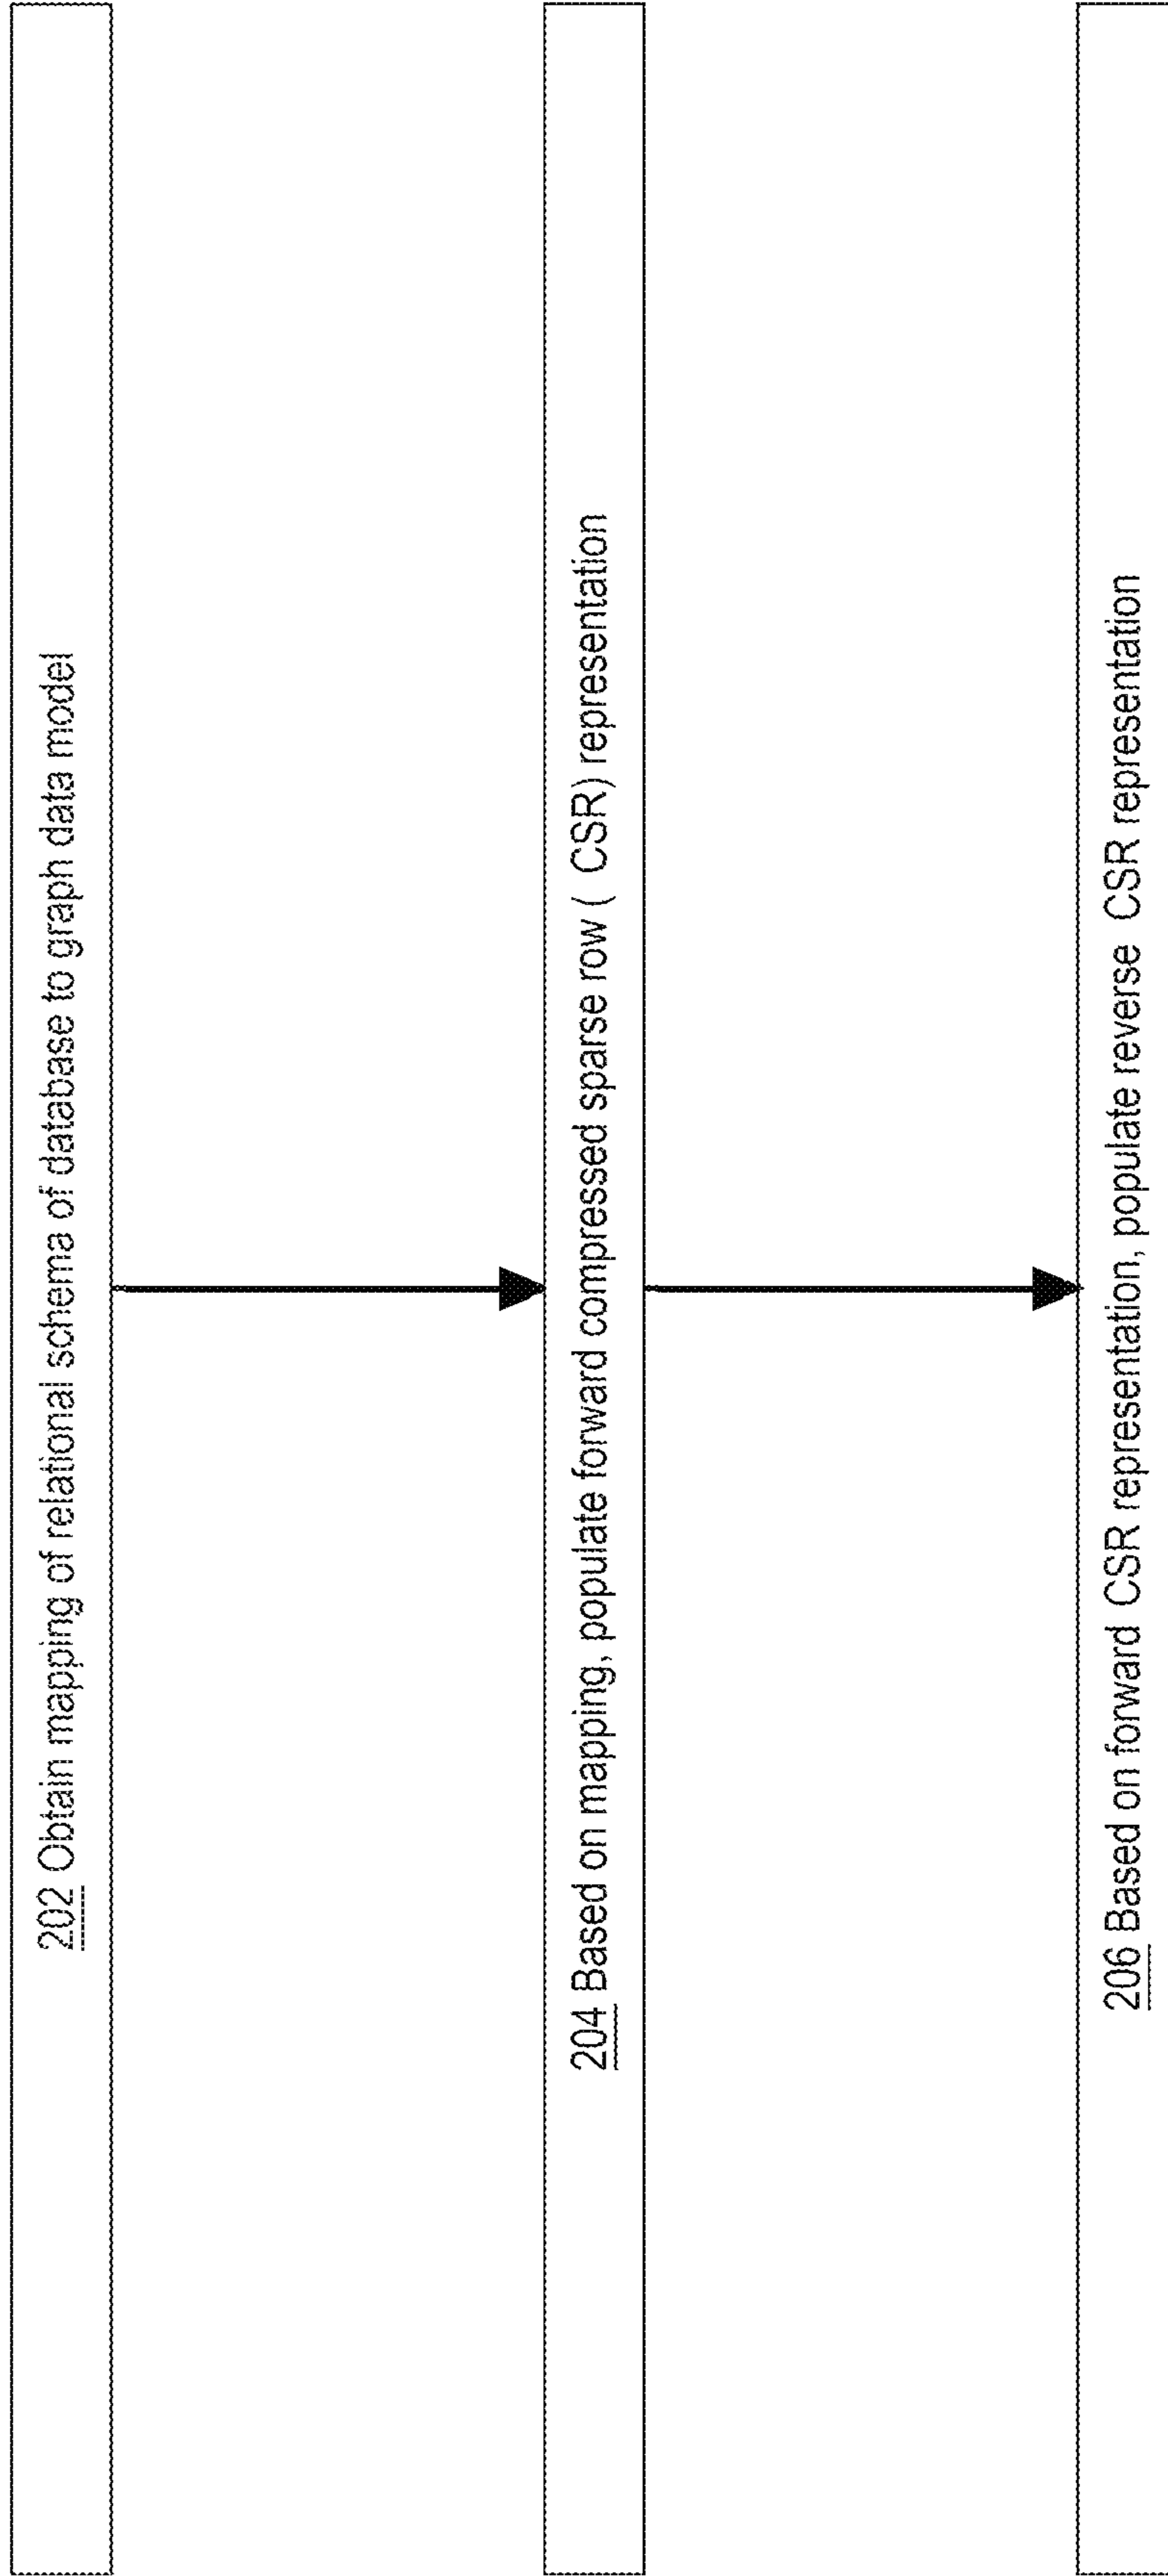 202 Obtain mapping of relational schema of database to graph data model
204 Based on mapping, populate forward compressed sparse row ( CSR) representation
206 Based on forward CSR representation, populate reverse CSR representation